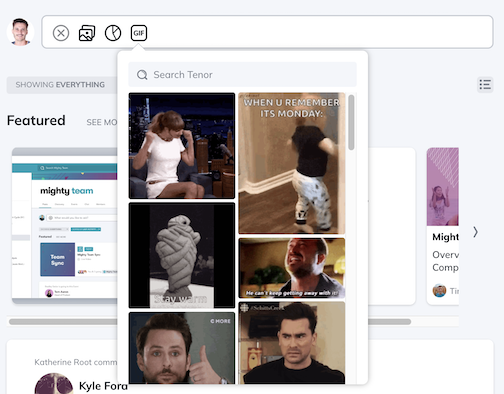 GIF
Search Tenor
SHOWING EVERYTHING
Featured
SEE MO
WHEN U REMEMBER
ITS MONDAY:
mighty team
Team
Sync
Stay warm
He can't keep getting away with it!
Might
Overv
Comp
Tin
G MORE
#SchittsCreek
Katherine Root comm
Kyle Ford